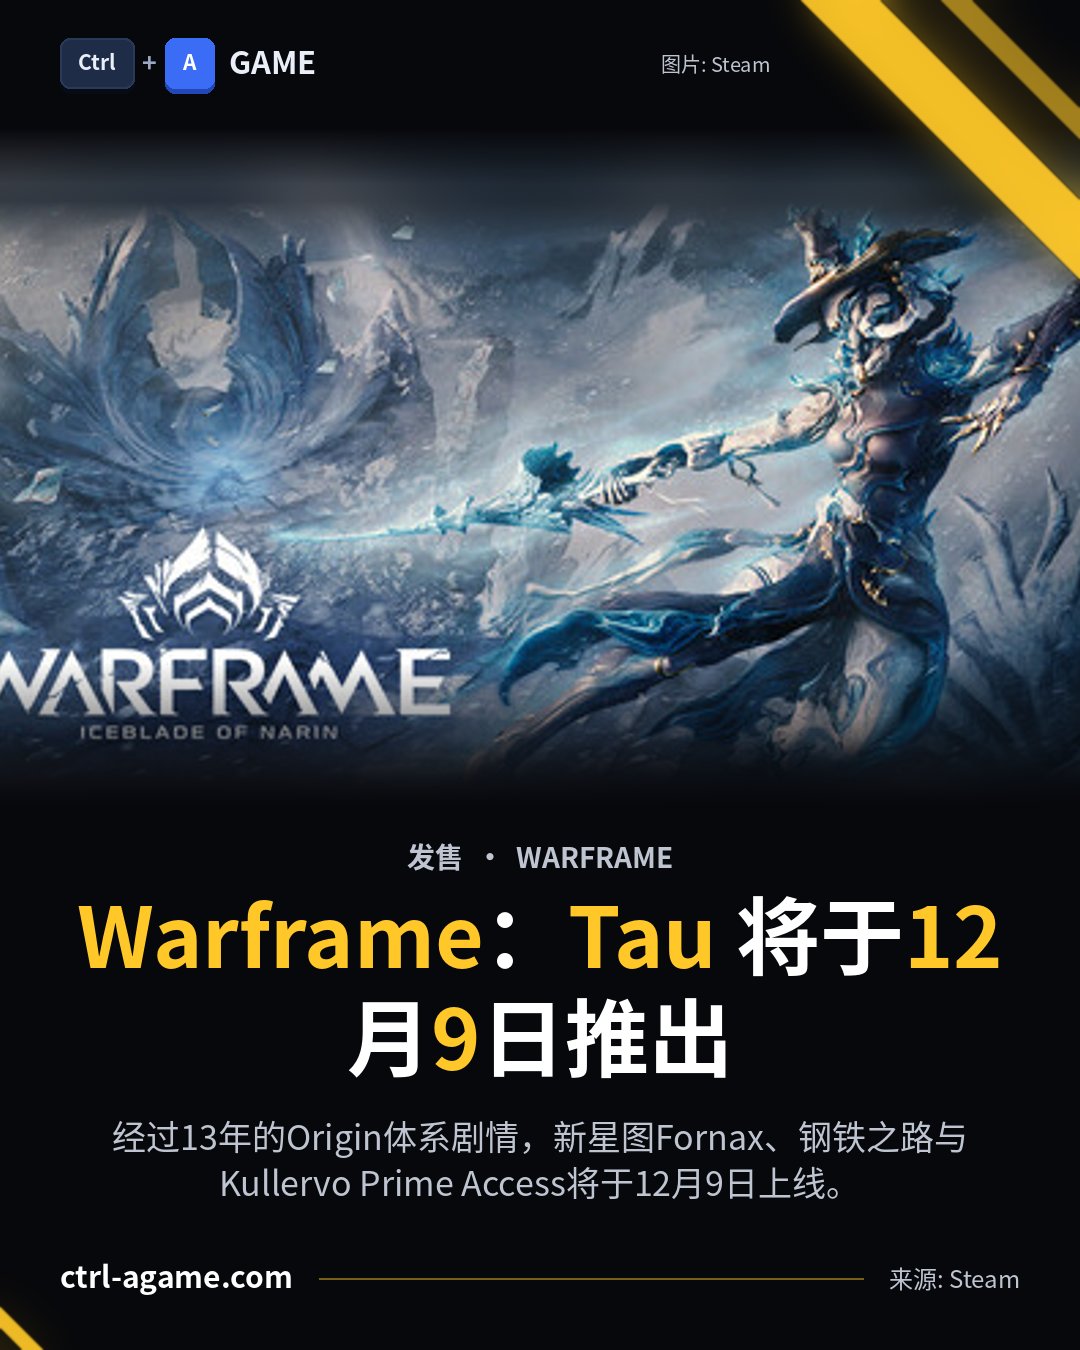 Ctrl + A GAME
图片: Steam
WARFRAME
ICEBLADE OF NARIN
发售 • WARFRAME
Warframe：Tau 将于12
月9日推出
经过13年的Origin体系剧情，新星图Fornax、钢铁之路与
Kullervo Prime Access将于12月9日上线。
ctrl-agame.com
来源: Steam